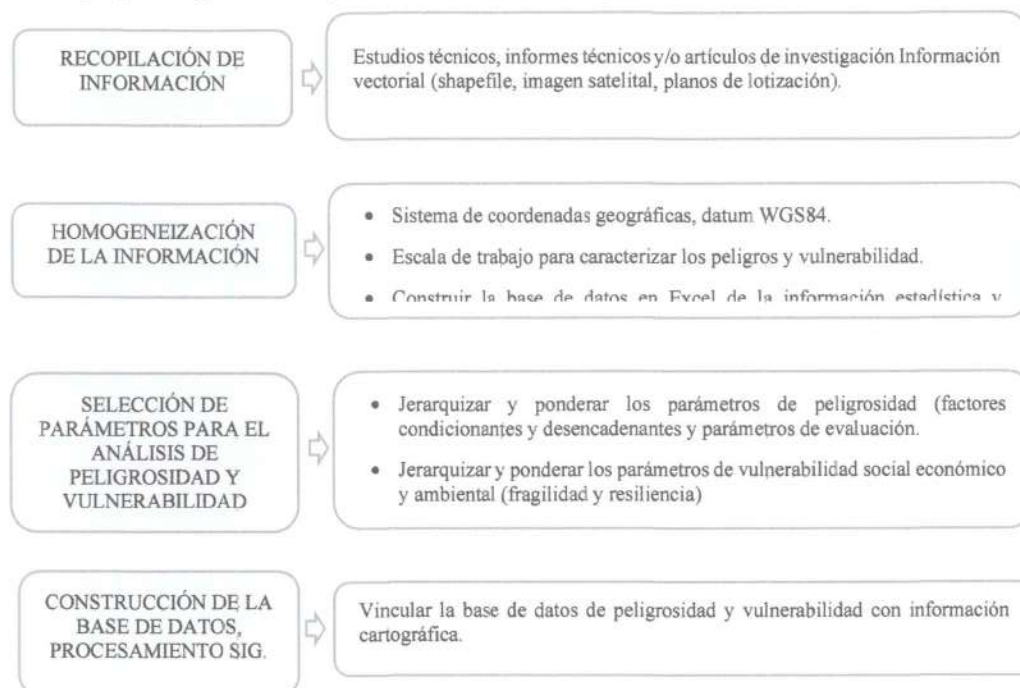 RECOPILACIÓN DE
INFORMACIÓN
Estudios técnicos, informes técnicos y/o artículos de investigación Información
vectorial (shapefile, imagen satelital, planos de lotización).
HOMOGENEIZACIÓN
DE LA INFORMACIÓN
• Sistema de coordenadas geográficas, datum WGS84.
• Escala de trabajo para caracterizar los peligros y vulnerabilidad.
• Construir la base de datos en Excel de la información estadística y
SELECCIÓN DE
PARÁMETROS PARA EL
ANÁLISIS DE
PELIGROSIDAD Y
VULNERABILIDAD
• Jerarquizar y ponderar los parámetros de peligrosidad (factores
condicionantes y desencadenantes y parámetros de evaluación.
• Jerarquizar y ponderar los parámetros de vulnerabilidad social económico
y ambiental (fragilidad y resiliencia)
CONSTRUCCIÓN DE LA
BASE DE DATOS,
PROCESAMIENTO SIG.
Vincular la base de datos de peligrosidad y vulnerabilidad con información
cartográfica.